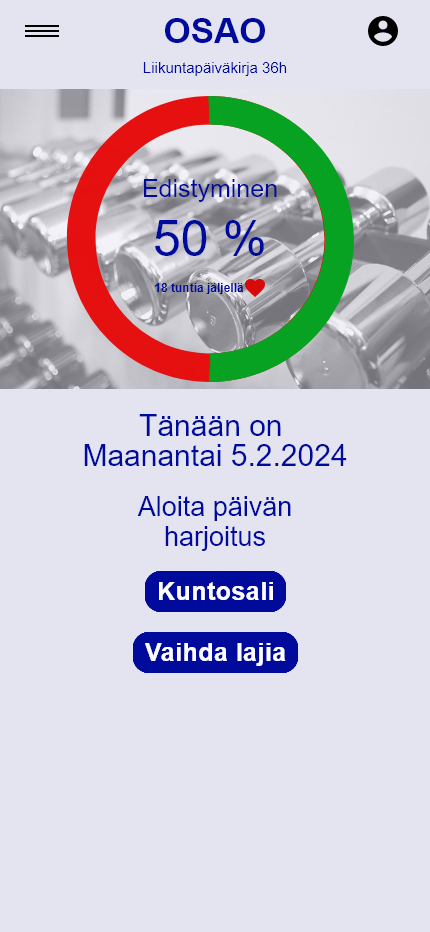 OSAO
Liikuntapäiväkirja 36h
Edistyminen
50 %
18 tuntia jäljellä
Tänään on
Maanantai 5.2.2024
Aloita päivän
harjoitus
Kuntosali
Vaihda lajia